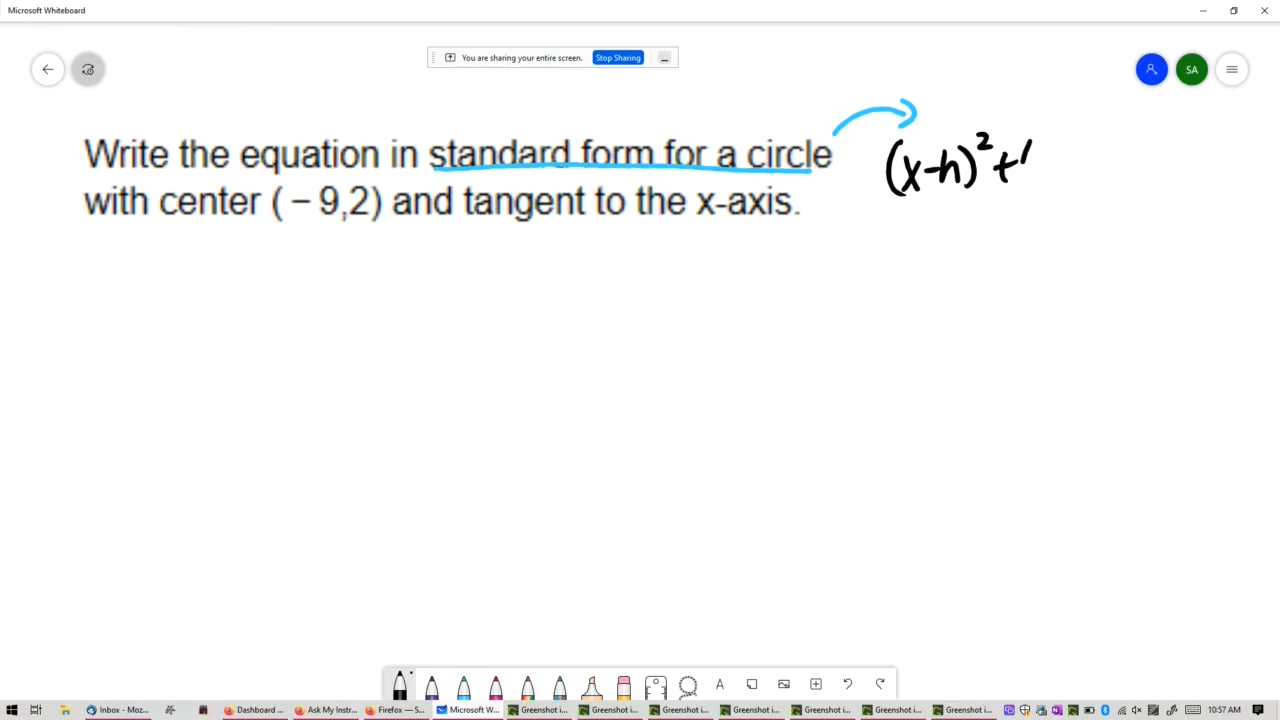 Microsoft Whiteboard
You are sharing your entire screen. Stop Sharing
SA
Write the equation in standard form for a circle
with center ( − 9,2) and tangent to the x-axis.
(x-h)² +
A
Inbox - Moz...
Dashboard ...
Ask My Instr...
Firefox — S...
Microsoft W...
Greenshot i...
Greenshot i...
Greenshot i...
Greenshot i...
Greenshot i...
Greenshot i...
Greenshot i...
10:57 AM